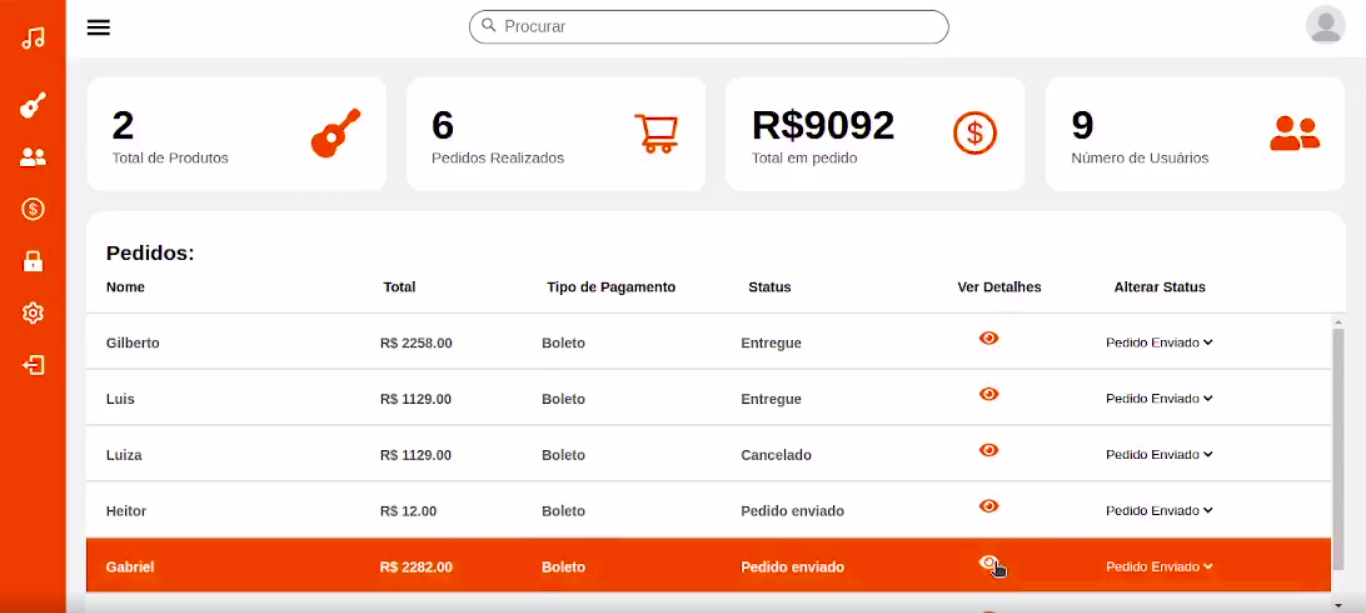 Procurar
2
Total de Produtos
6
Pedidos Realizados
R$9092
Total em pedido
9
Número de Usuários
Pedidos:
Nome Total Tipo de Pagamento Status Ver Detalhes Alterar Status
Gilberto R$ 2258.00 Boleto Entregue Pedido Enviado
Luis R$ 1129.00 Boleto Entregue Pedido Enviado
Luiza R$ 1129.00 Boleto Cancelado Pedido Enviado
Heitor R$ 12.00 Boleto Pedido enviado Pedido Enviado
Gabriel R$ 2282.00 Boleto Pedido enviado Pedido Enviado